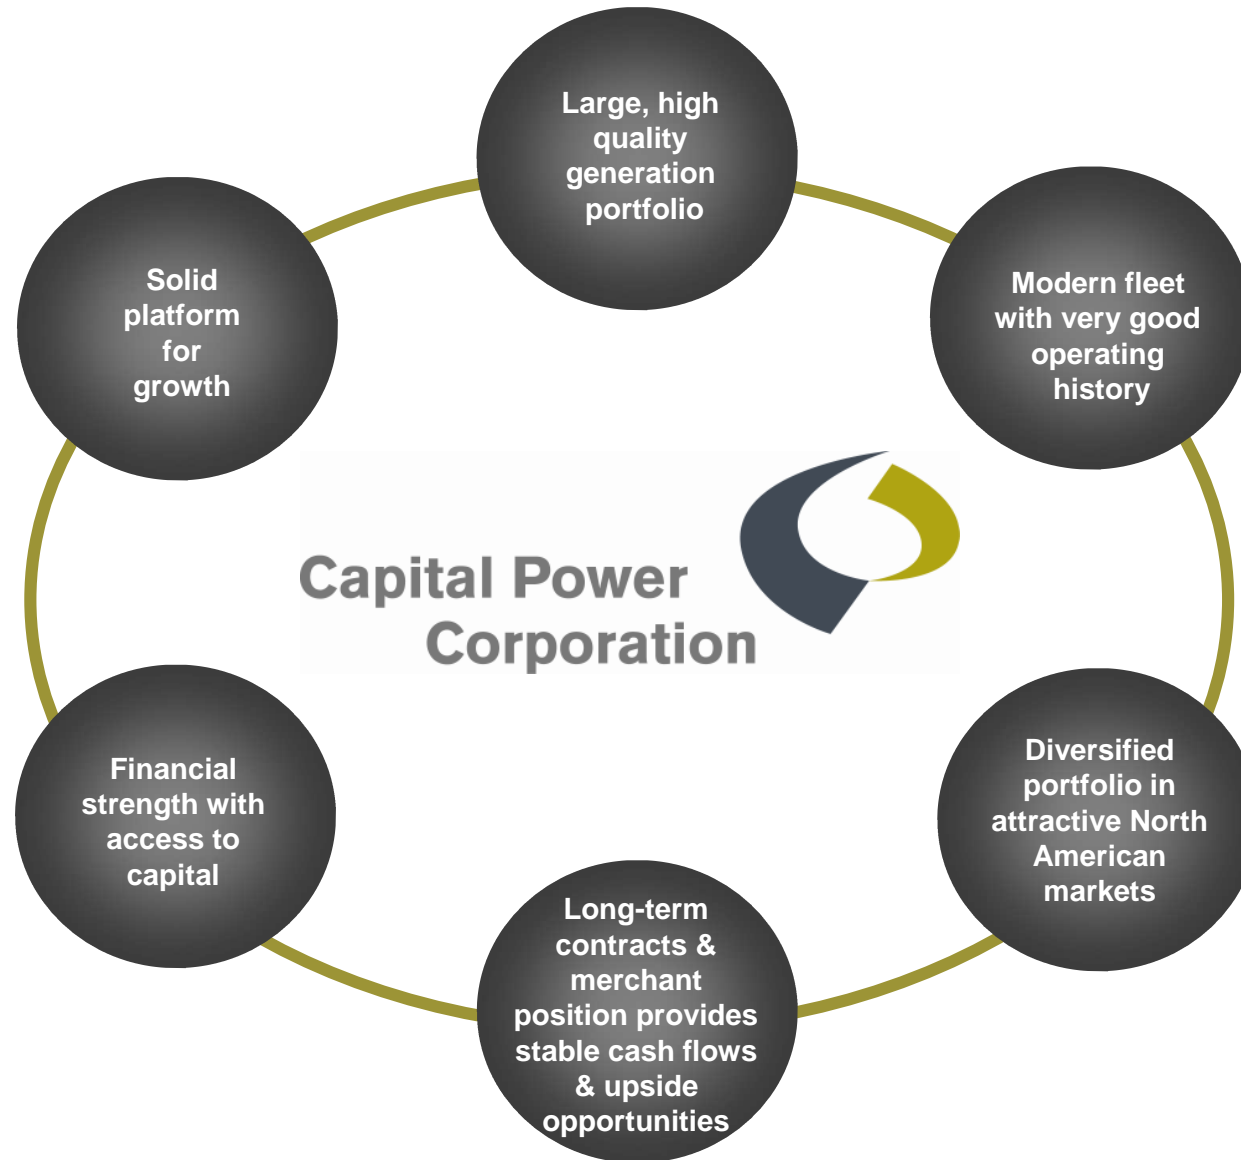 Large, high
quality
generation
portfolio
Modern fleet
with very good
operating
history
Diversified
portfolio in
attractive North
American
markets
Long-term
contracts &
merchant
position provides
stable cash flows
& upside
opportunities
Financial
strength with
access to
capital
Solid
platform
for
growth
Capital Power
Corporation